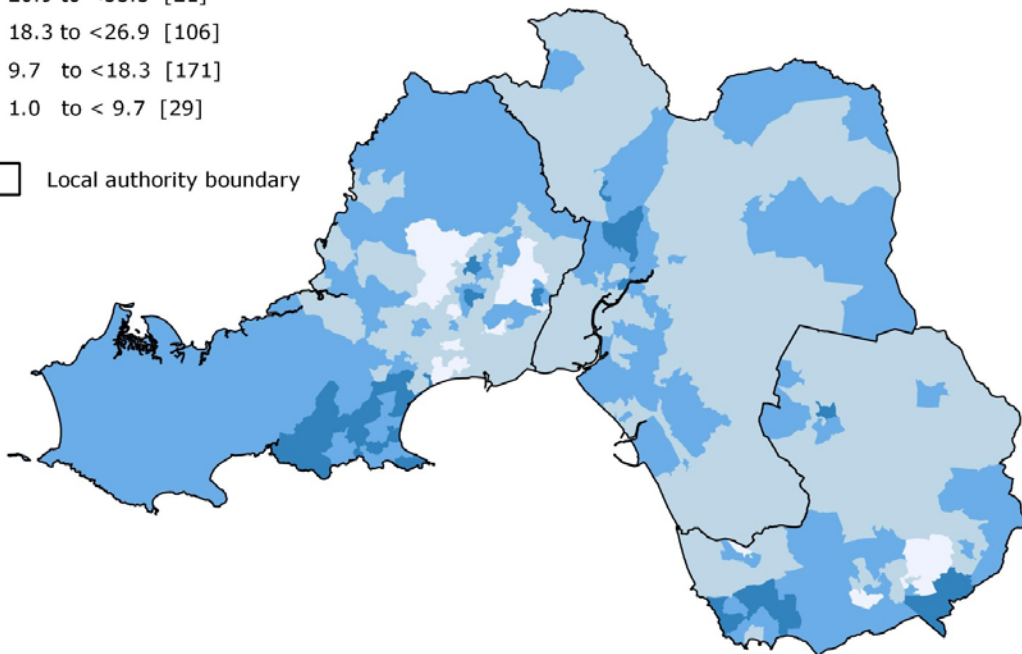 18.3 to <26.9 [106]
9.7 to <18.3 [171]
1.0 to < 9.7 [29]
Local authority boundary